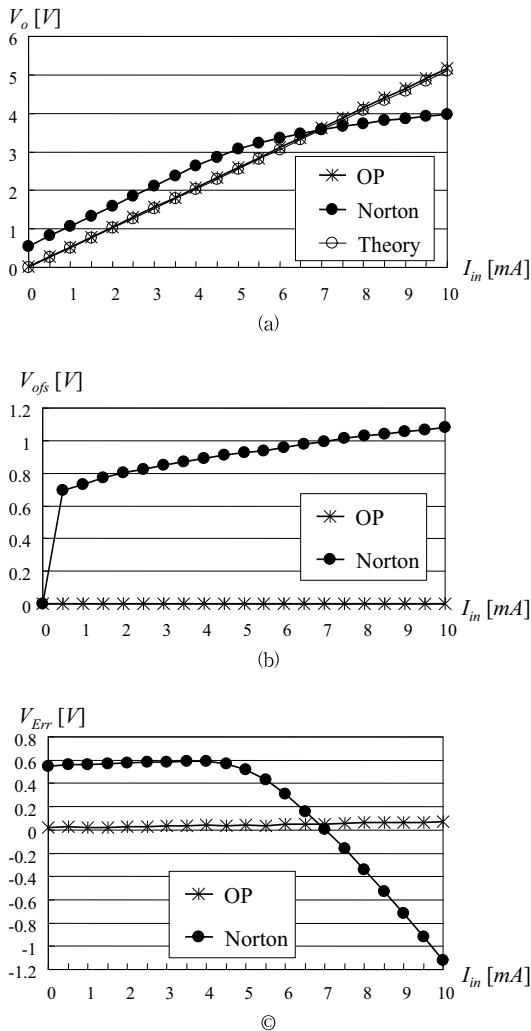 V_o [V]
6
5
4
3
2
1
0
OP
Norton
Theory
0 1 2 3 4 5 6 7 8 9 10
I_in [mA]
(a)
V_ofs [V]
1.2
1
0.8
0.6
0.4
0.2
0
OP
Norton
0 1 2 3 4 5 6 7 8 9 10
I_in [mA]
(b)
V_Err [V]
0.8
0.6
0.4
0.2
0
-0.2
-0.4
-0.6
-0.8
-1
-1.2
OP
Norton
0 1 2 3 4 5 6 7 8 9 10
I_in [mA]
©